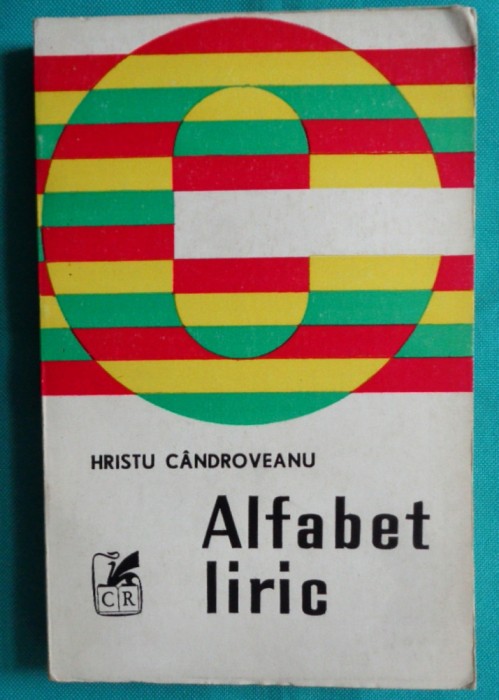 HRISTU CÂNDROVEANU
Alfabet
liric
CR